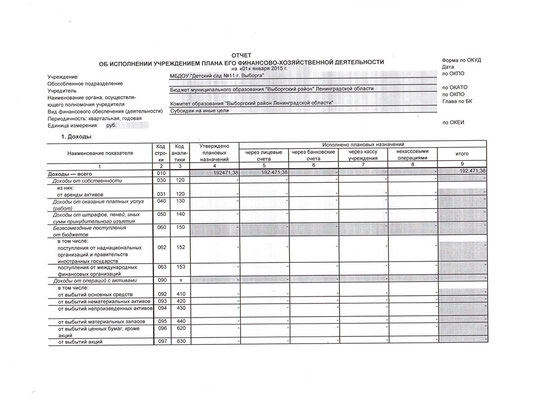 ОТЧЕТ
ОБ ИСПОЛНЕНИИ УЧРЕЖДЕНИЕМ ПЛАНА ЕГО ФИНАНСОВО-ХОЗЯЙСТВЕННОЙ ДЕЯТЕЛЬНОСТИ
на «01» января 2015 г.
Форма по ОКУД
Дата
Учреждение МБДОУ "Детский сад №11 г. Выборга" по ОКПО
Обособленное подразделение
Учредитель Бюджет муниципального образования "Выборгский район" Ленинградской области по ОКАТО
Наименование органа, осуществля- по ОКПО
ющего полномочия учредителя Комитет образования "Выборгский район Ленинградской области" Глава по БК
Вид финансового обеспечения (деятельности) Субсидии на иные цели
Периодичность: квартальная, годовая
Единица измерения: руб. по ОКЕИ
1. Доходы
Наименование показателя Код стро- ки Код анали- тики Утверждено плановых назначений Исполнено плановых назначений
через лицевые счета через банковские счета через кассу учреждения некассовыми операциями итого
1 2 3 4 5 6 7 8 9
Доходы — всего 010 192471,38 192.471,38 - - - 192.471,38
Доходы от собственности 030 120
из них:
от аренды активов 031 120
Доходы от оказания платных услуг (работ) 040 130
Доходы от штрафов, пеней, иных сумм принудительного изъятия 050 140
Безвозмездные поступления от бюджетов 060 150
в том числе:
поступления от наднациональных организаций и правительств иностранных государств 062 152
поступления от международных финансовых организаций 063 153
Доходы от операций с активами 090 х
в том числе:
от выбытий основных средств 092 410
от выбытий нематериальных активов 093 420
от выбытий непроизведенных активов 094 430
от выбытий материальных запасов 095 440
от выбытий ценных бумаг, кроме акций 096 620
от выбытий акций 097 630